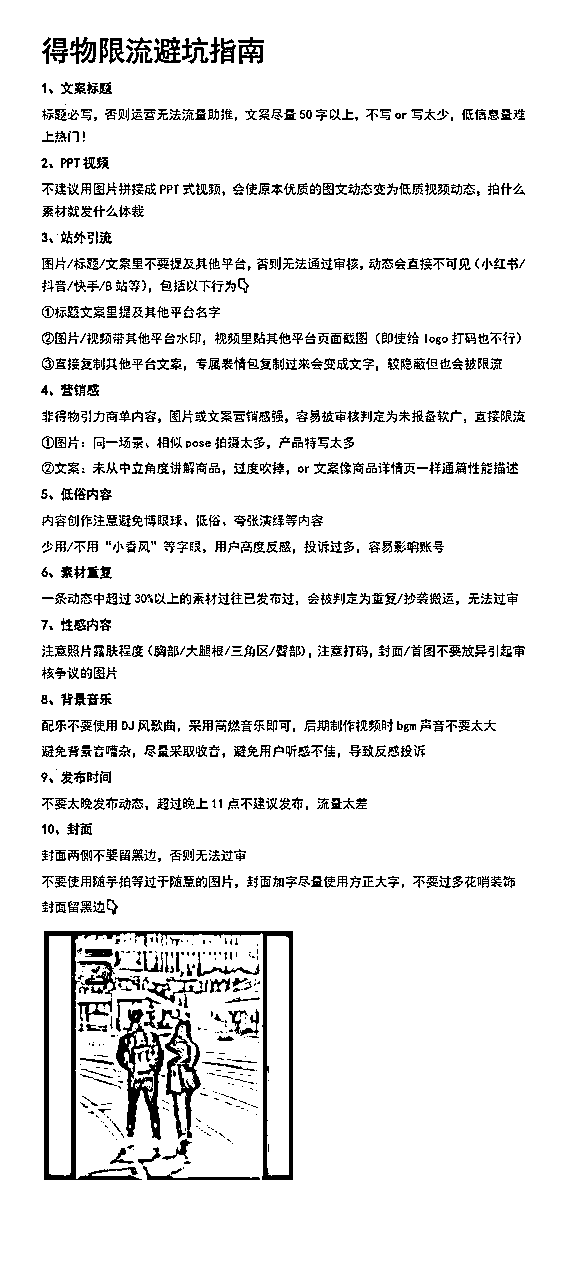 得物限流避坑指南
1、文案标题
标题必写，否则运营无法流量助推，文案尽量 50 字以上，不写 or 写太少，低信息量难
上热门！
2、PPT 视频
不建议用图片拼接成 PPT 式视频，会使原本优质的图文动态变为低质视频动态，拍什么
素材就发什么体裁
3、站外引流
图片/标题/文案里不要提及其他平台，否则无法通过审核，动态会直接不可见（小红书/
抖音/快手/B 站等），包括以下行为👇
①标题文案里提及其他平台名字
②图片/视频带其他平台水印，视频里贴其他平台页面截图（即使给 logo 打码也不行）
③直接复制其他平台文案，专属表情包复制过来会变成文字，较隐蔽但也会被限流
4、营销感
非得物引力商单内容，图片或文案营销感强，容易被审核判定为未报备软广，直接限流
①图片：同一场景、相似 pose 拍摄太多，产品特写太多
②文案：未从中立角度讲解商品，过度吹捧，or 文案像商品详情页一样通篇性能描述
5、低俗内容
内容创作注意避免博眼球、低俗、夸张演绎等内容
少用/不用“小香风”等字眼，用户高度反感，投诉过多，容易影响账号
6、素材重复
一条动态中超过 30%以上的素材过往已发布过，会被判定为重复/抄袭搬运，无法过审
7、性感内容
注意照片露肤程度（胸部/大腿根/三角区/臀部），注意打码，封面/首图不要放易引起审
核争议的图片
8、背景音乐
配乐不要使用 DJ 风歌曲，采用高燃音乐即可，后期制作视频时 bgm 声音不要太大
避免背景音嘈杂，尽量采取收音，避免用户听感不佳，导致反感投诉
9、发布时间
不要太晚发布动态，超过晚上 11 点不建议发布，流量太差
10、封面
封面两侧不要留黑边，否则无法过审
不要使用随手拍等过于随意的图片，封面加字尽量使用方正大字，不要过多花哨装饰
封面留黑边👇